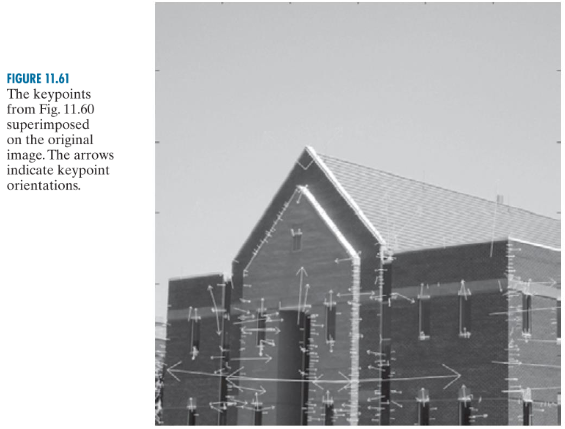 FIGURE 11.61
The keypoints
from Fig. 11.60
superimposed
on the original
image. The arrows
indicate keypoint
orientations.